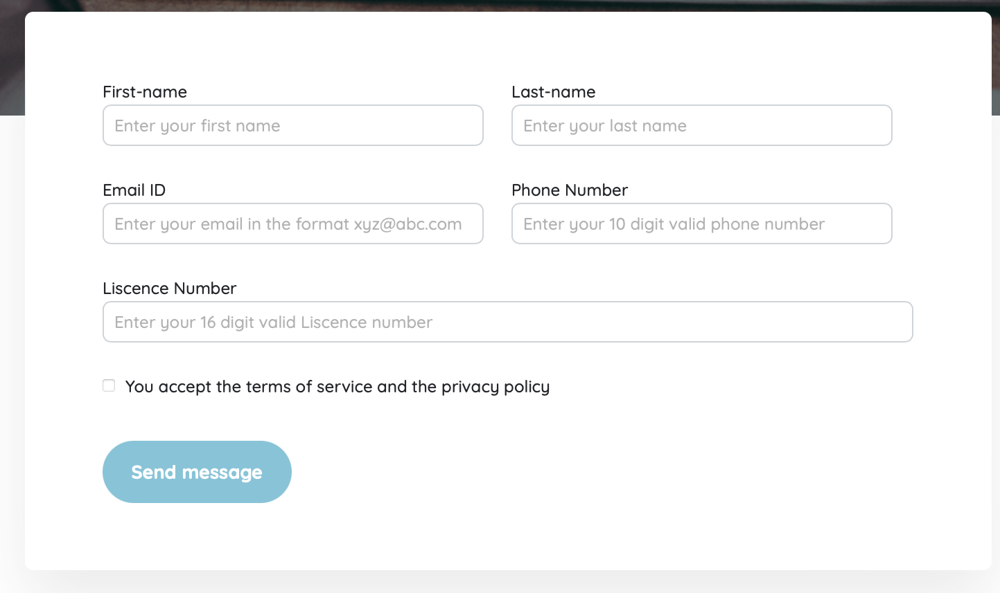 First-name
Last-name
Enter your first name
Enter your last name
Email ID
Phone Number
Enter your email in the format xyz@abc.com
Enter your 10 digit valid phone number
Liscence Number
Enter your 16 digit valid Liscence number
You accept the terms of service and the privacy policy
Send message